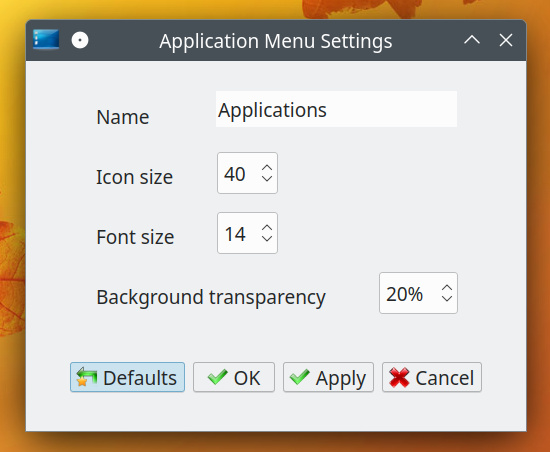 Application Menu Settings
Name Applications
Icon size 40
Font size 14
Background transparency 20%
Defaults OK Apply Cancel